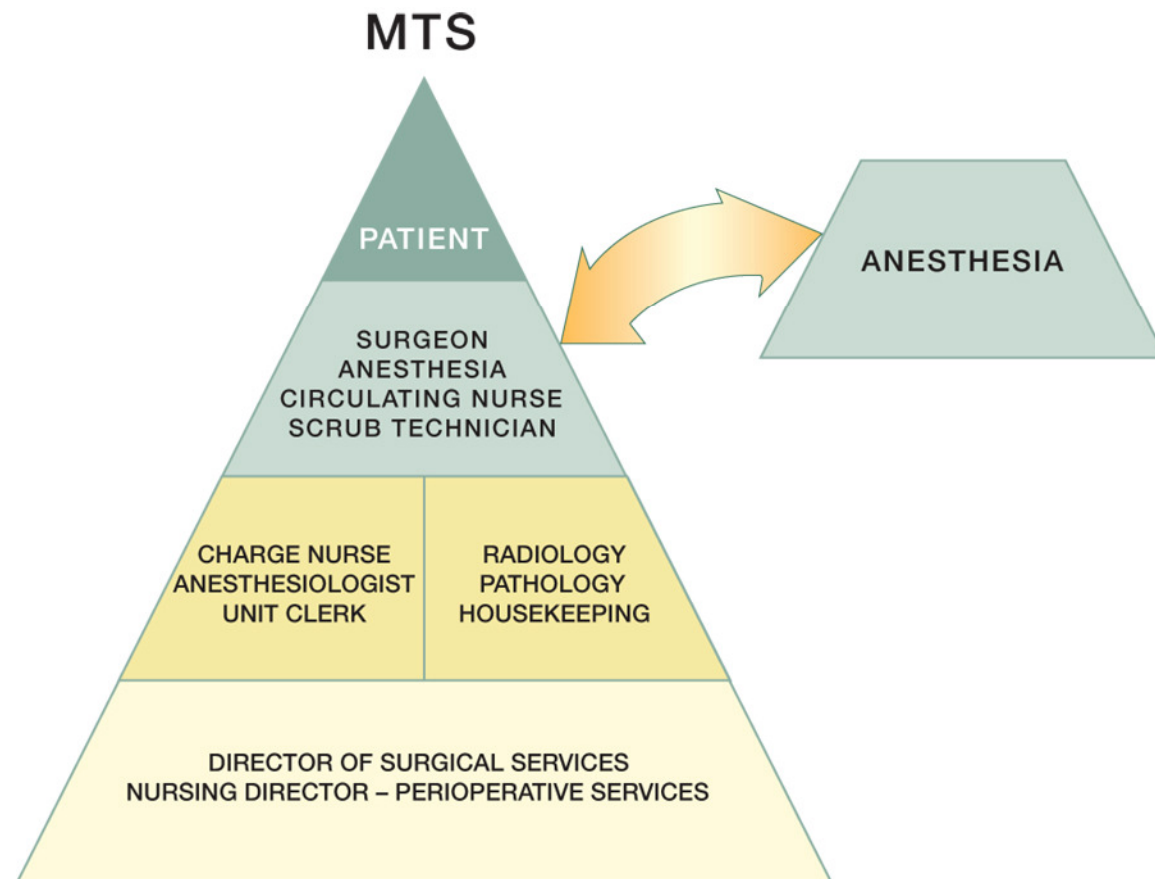 MTS
PATIENT
ANESTHESIA
SURGEON
ANESTHESIA
CIRCULATING NURSE
SCRUB TECHNICIAN
CHARGE NURSE
ANESTHESIOLOGIST
UNIT CLERK
RADIOLOGY
PATHOLOGY
HOUSEKEEPING
DIRECTOR OF SURGICAL SERVICES
NURSING DIRECTOR – PERIOPERATIVE SERVICES